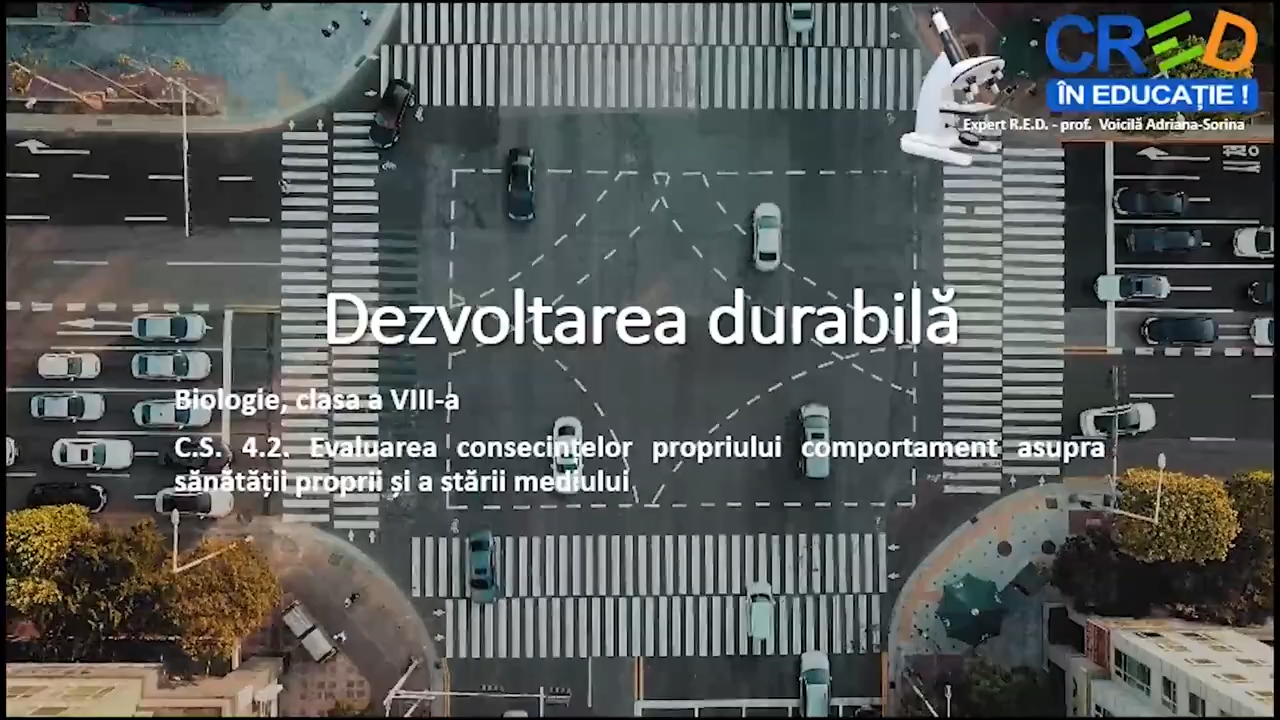 CRED
ÎN EDUCAȚIE !
Expert R.E.D. - prof. Voicilă Adriana-Sorina
Dezvoltarea durabilă
Biologie, clasa a VIII-a
C.S. 4.2. Evaluarea consecințelor propriului comportament asupra
sănătății proprii și a stării mediului